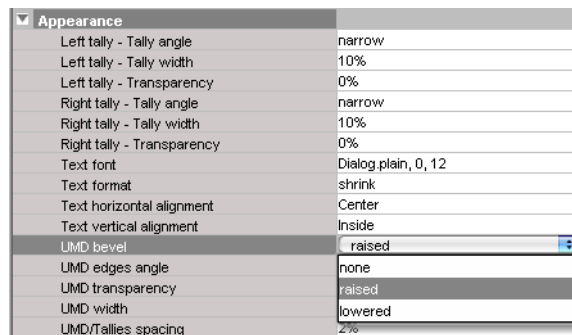 Appearance
Left tally - Tally angle narrow
Left tally - Tally width 10%
Left tally - Transparency 0%
Right tally - Tally angle narrow
Right tally - Tally width 10%
Right tally - Transparency 0%
Text font Dialog.plain, 0, 12
Text format shrink
Text horizontal alignment Center
Text vertical alignment Inside
UMD bevel raised
UMD edges angle none
UMD transparency raised
UMD width lowered
UMD/Tallies spacing 2%